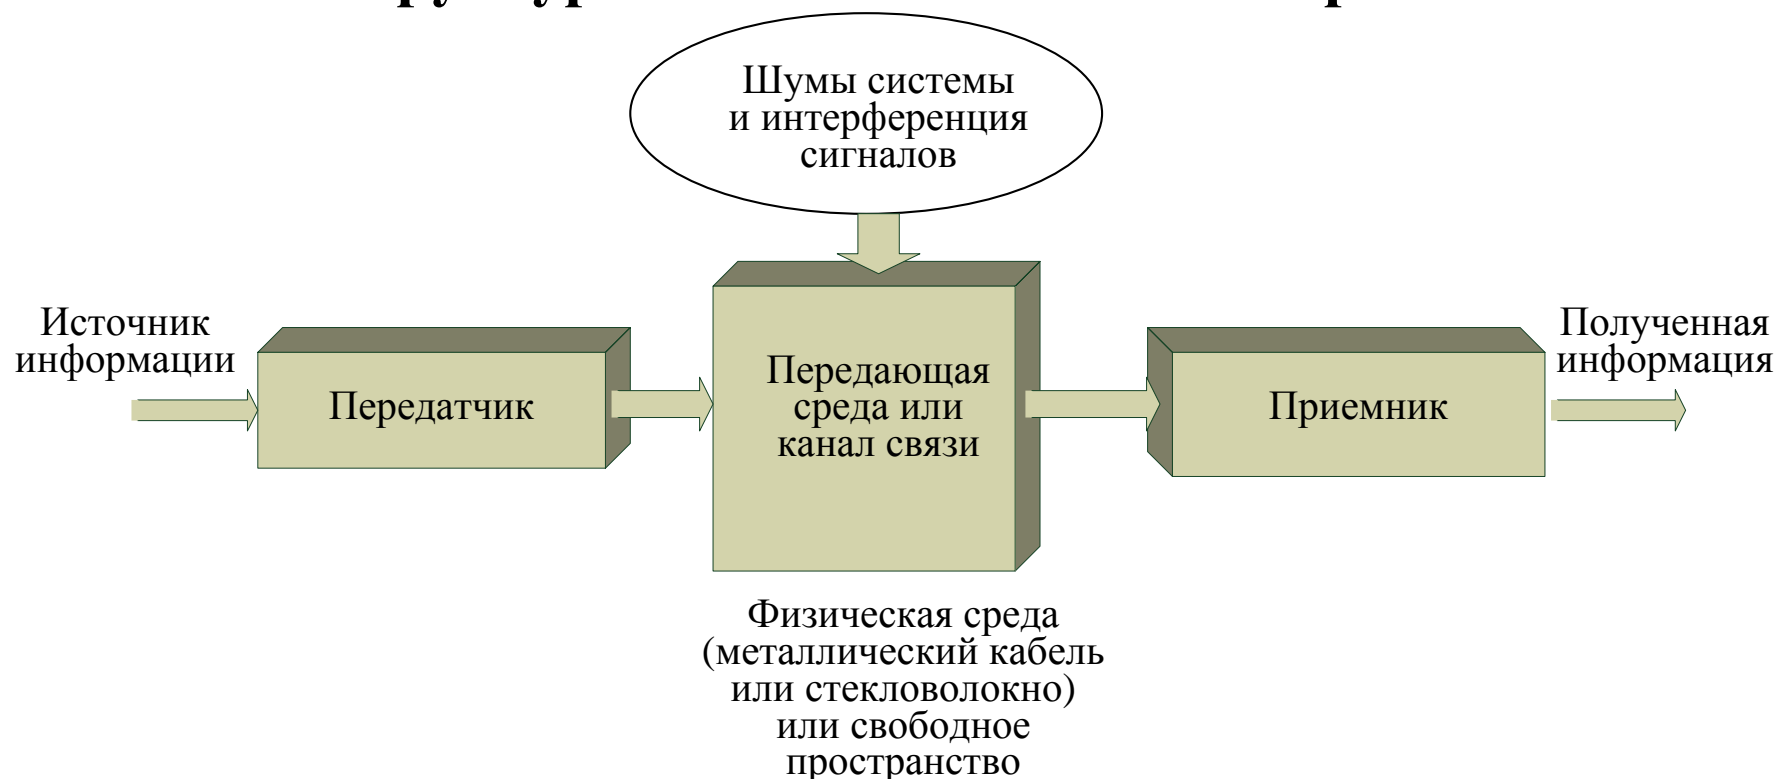 Шумы системы
и интерференция
сигналов
Источник
информации
Передатчик
Передающая
среда или
канал связи
Приемник
Полученная
информация
Физическая среда
(металлический кабель
или стекловолокно)
или свободное
пространство